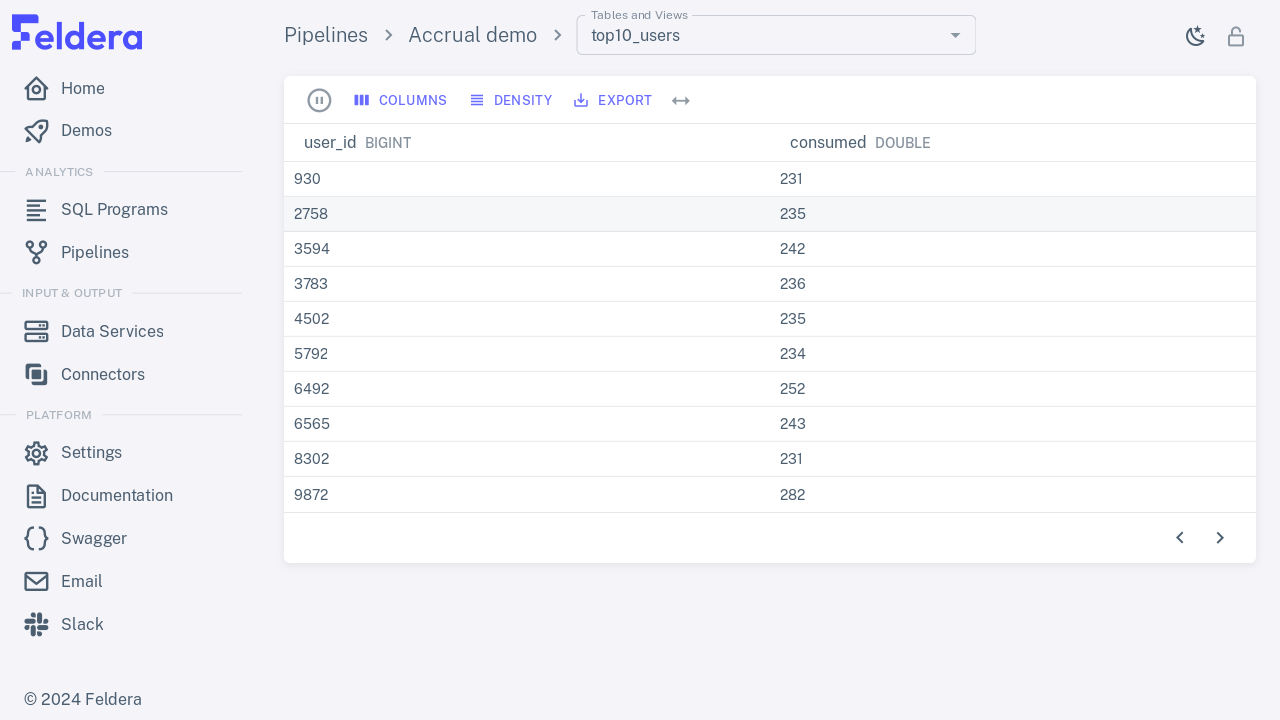 Feldera
Home
Demos
ANALYTICS
SQL Programs
Pipelines
INPUT & OUTPUT
Data Services
Connectors
PLATFORM
Settings
Documentation
Swagger
Email
Slack
© 2024 Feldera
Pipelines > Accrual demo >
Tables and Views
top10_users
COLUMNS DENSITY EXPORT
user_id BIGINT consumed DOUBLE
930 231
2758 235
3594 242
3783 236
4502 235
5792 234
6492 252
6565 243
8302 231
9872 282